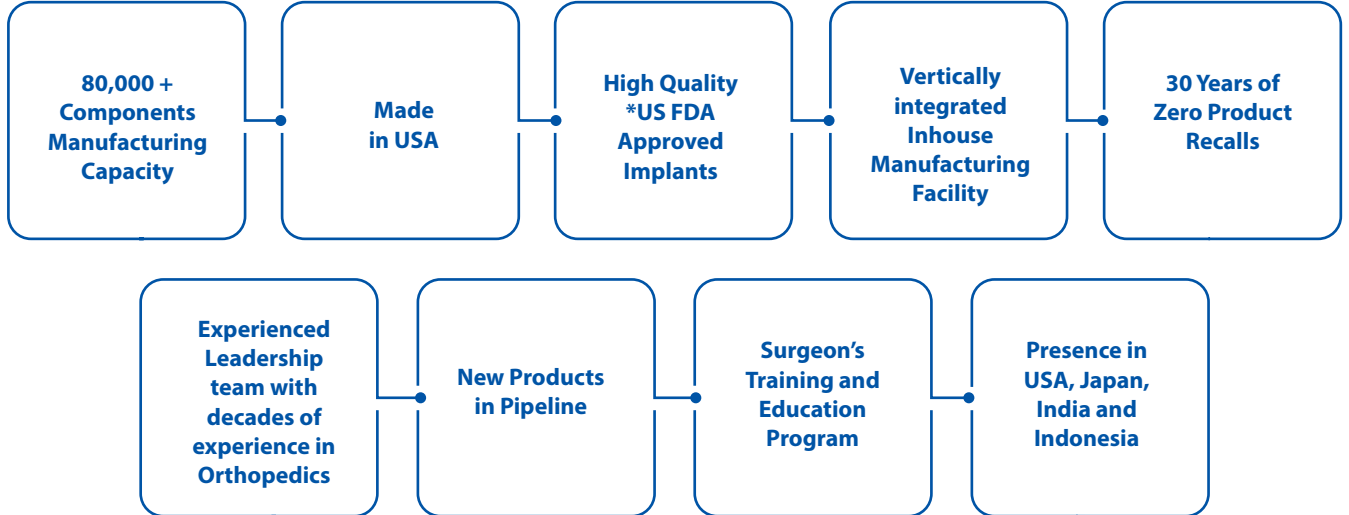 80,000 +
Components
Manufacturing
Capacity
Made
in USA
High Quality
*US FDA
Approved
Implants
Vertically
integrated
Inhouse
Manufacturing
Facility
30 Years of
Zero Product
Recalls
Experienced
Leadership
team with
decades of
experience in
Orthopedics
New Products
in Pipeline
Surgeon’s
Training and
Education
Program
Presence in
USA, Japan,
India and
Indonesia